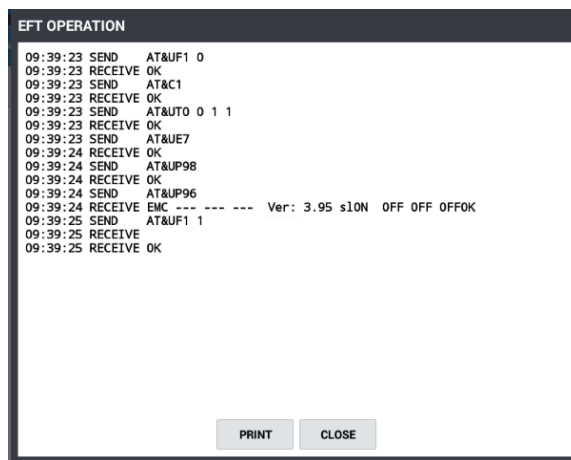 EFT OPERATION
09:39:23 SEND AT&UF1 0
09:39:23 RECEIVE OK
09:39:23 SEND AT&C1
09:39:23 RECEIVE OK
09:39:23 SEND AT&UT0 0 1 1
09:39:23 RECEIVE OK
09:39:23 SEND AT&UE7
09:39:24 RECEIVE OK
09:39:24 SEND AT&UP98
09:39:24 RECEIVE OK
09:39:24 SEND AT&UP96
09:39:24 RECEIVE EMC --- --- --- Ver: 3.95 slON OFF OFF OFFOK
09:39:25 SEND AT&UF1 1
09:39:25 RECEIVE
09:39:25 RECEIVE OK
PRINT CLOSE